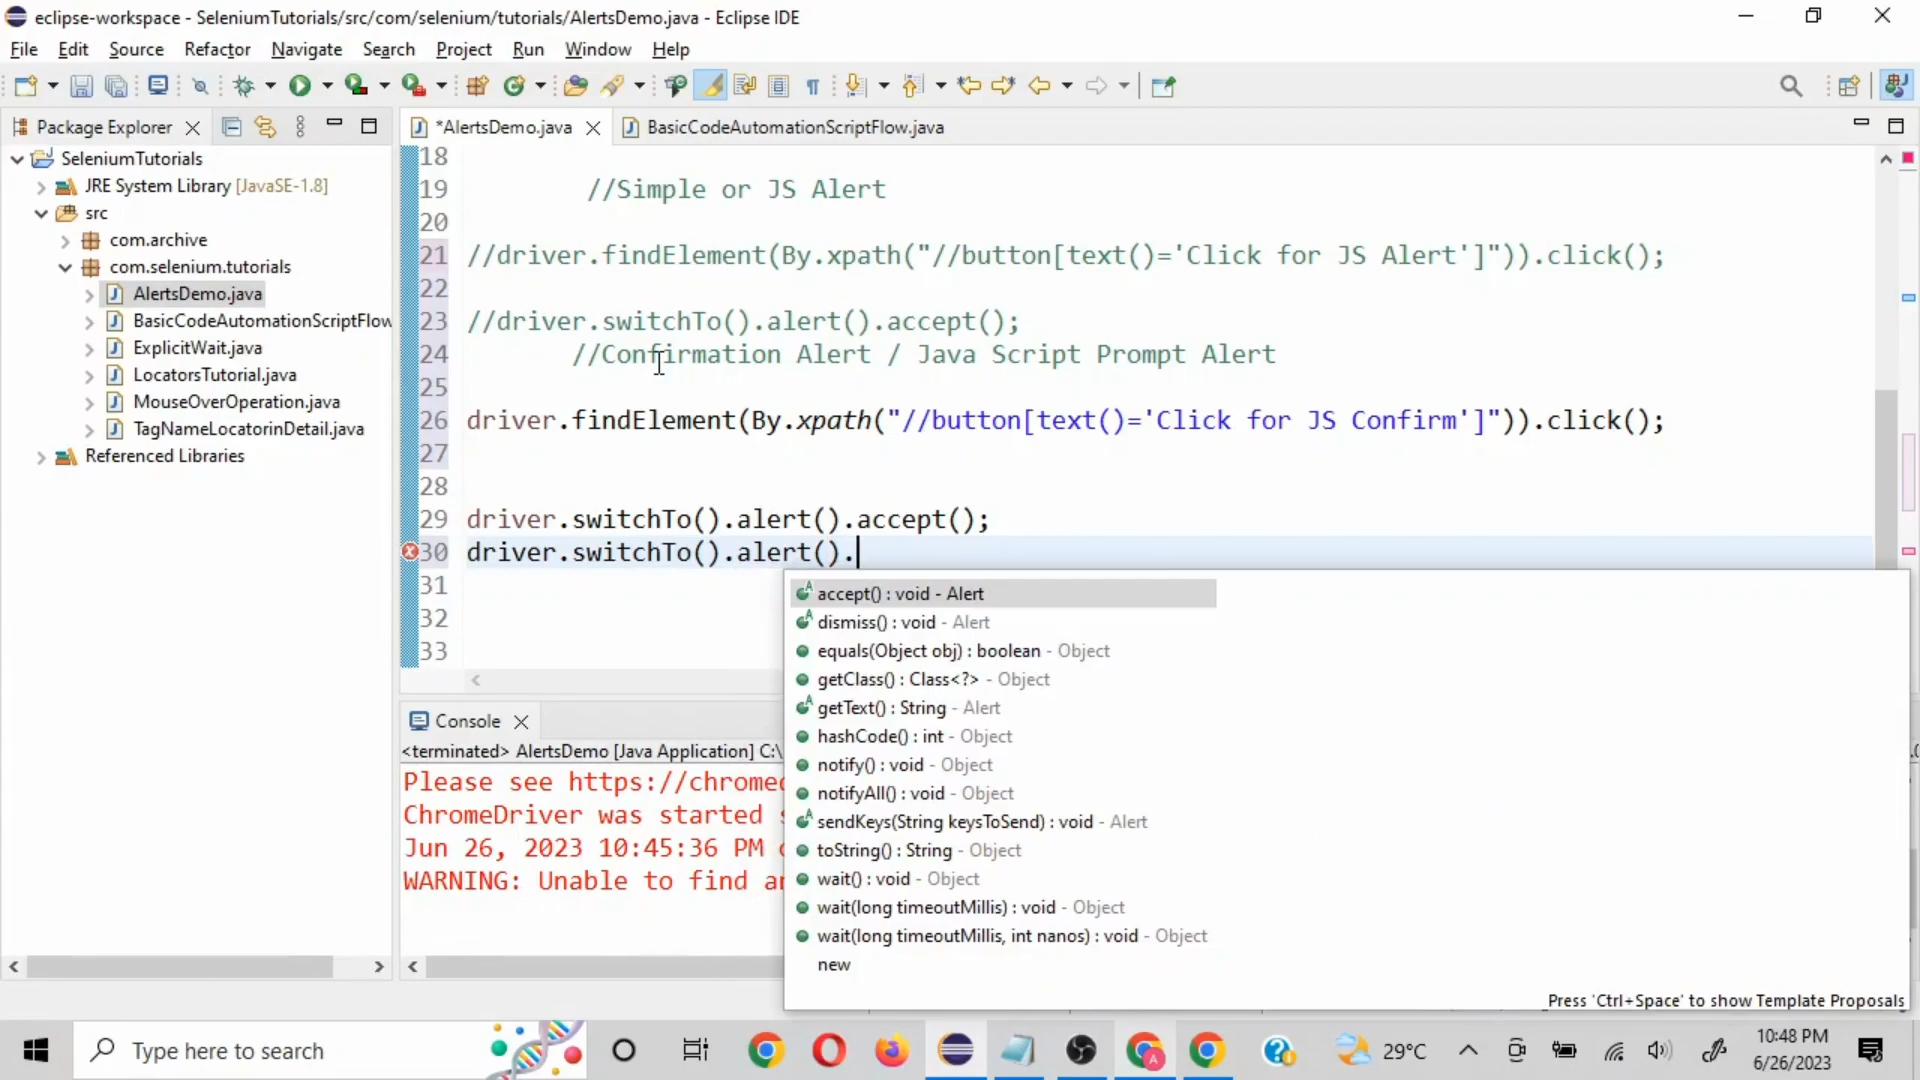 eclipse-workspace - SeleniumTutorials/src/com/selenium/tutorials/AlertsDemo.java - Eclipse IDE
File Edit Source Refactor Navigate Search Project Run Window Help
Package Explorer
SeleniumTutorials
JRE System Library [JavaSE-1.8]
src
com.archive
com.selenium.tutorials
AlertsDemo.java
BasicCodeAutomationScriptFlow
ExplicitWait.java
LocatorsTutorial.java
MouseOverOperation.java
TagNameLocatorinDetail.java
Referenced Libraries
*AlertsDemo.java BasicCodeAutomationScriptFlow.java
18
19 //Simple or JS Alert
20
21 //driver.findElement(By.xpath("//button[text()='Click for JS Alert']")).click();
22
23 //driver.switchTo().alert().accept();
24 //Confirmation Alert / Java Script Prompt Alert
25
26 driver.findElement(By.xpath("//button[text()='Click for JS Confirm']")).click();
27
28
29 driver.switchTo().alert().accept();
30 driver.switchTo().alert().
31
32
33
accept() : void - Alert
dismiss() : void - Alert
equals(Object obj) : boolean - Object
getClass() : Class<?> - Object
getText() : String - Alert
hashCode() : int - Object
notify() : void - Object
notifyAll() : void - Object
sendKeys(String keysToSend) : void - Alert
toString() : String - Object
wait() : void - Object
wait(long timeoutMillis) : void - Object
wait(long timeoutMillis, int nanos) : void - Object
new
Press 'Ctrl+Space' to show Template Proposals
Console
<terminated> AlertsDemo [Java Application] C:\
Please see https://chromed
ChromeDriver was started s
Jun 26, 2023 10:45:36 PM
WARNING: Unable to find an
Type here to search
29°C
10:48 PM
6/26/2023